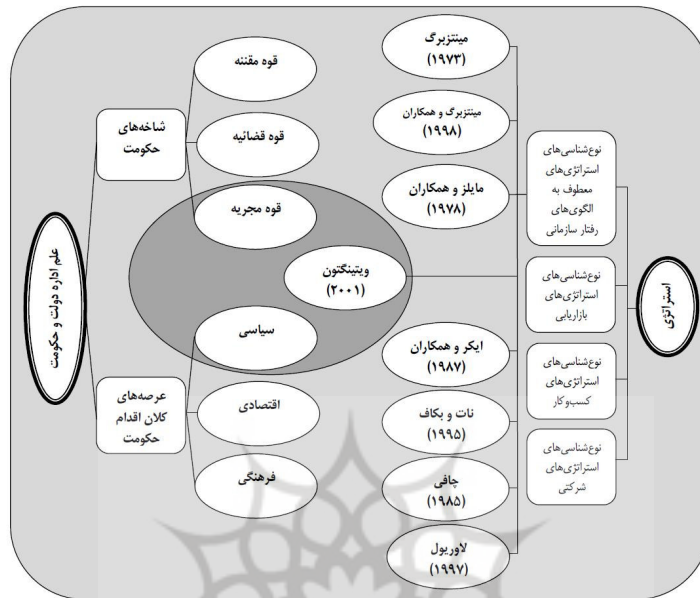 استراتژی
نوع‌شناسی‌های
استراتژی‌های
معطوف به
الگوی‌های
رفتار سازمانی
نوع‌شناسی‌های
استراتژی‌های
بازاریابی
نوع‌شناسی‌های
استراتژی‌های
کسب‌وکار
نوع‌شناسی‌های
استراتژی‌های
شرکتی
مینتزبرگ
(۱۹۷۳)
مینتزبرگ و همکاران
(۱۹۹۸)
مایلز و همکاران
(۱۹۷۸)
ویتینگتون
(۲۰۰۱)
ایکر و همکاران
(۱۹۸۷)
نات و بکاف
(۱۹۹۵)
چافی
(۱۹۸۵)
لاوریول
(۱۹۹۷)
قوه مقننه
قوه قضائیه
قوه مجریه
سیاسی
اقتصادی
فرهنگی
شاخه‌های
حکومت
عرصه‌های
کلان اقدام
حکومت
علم اداره دولت و حکومت